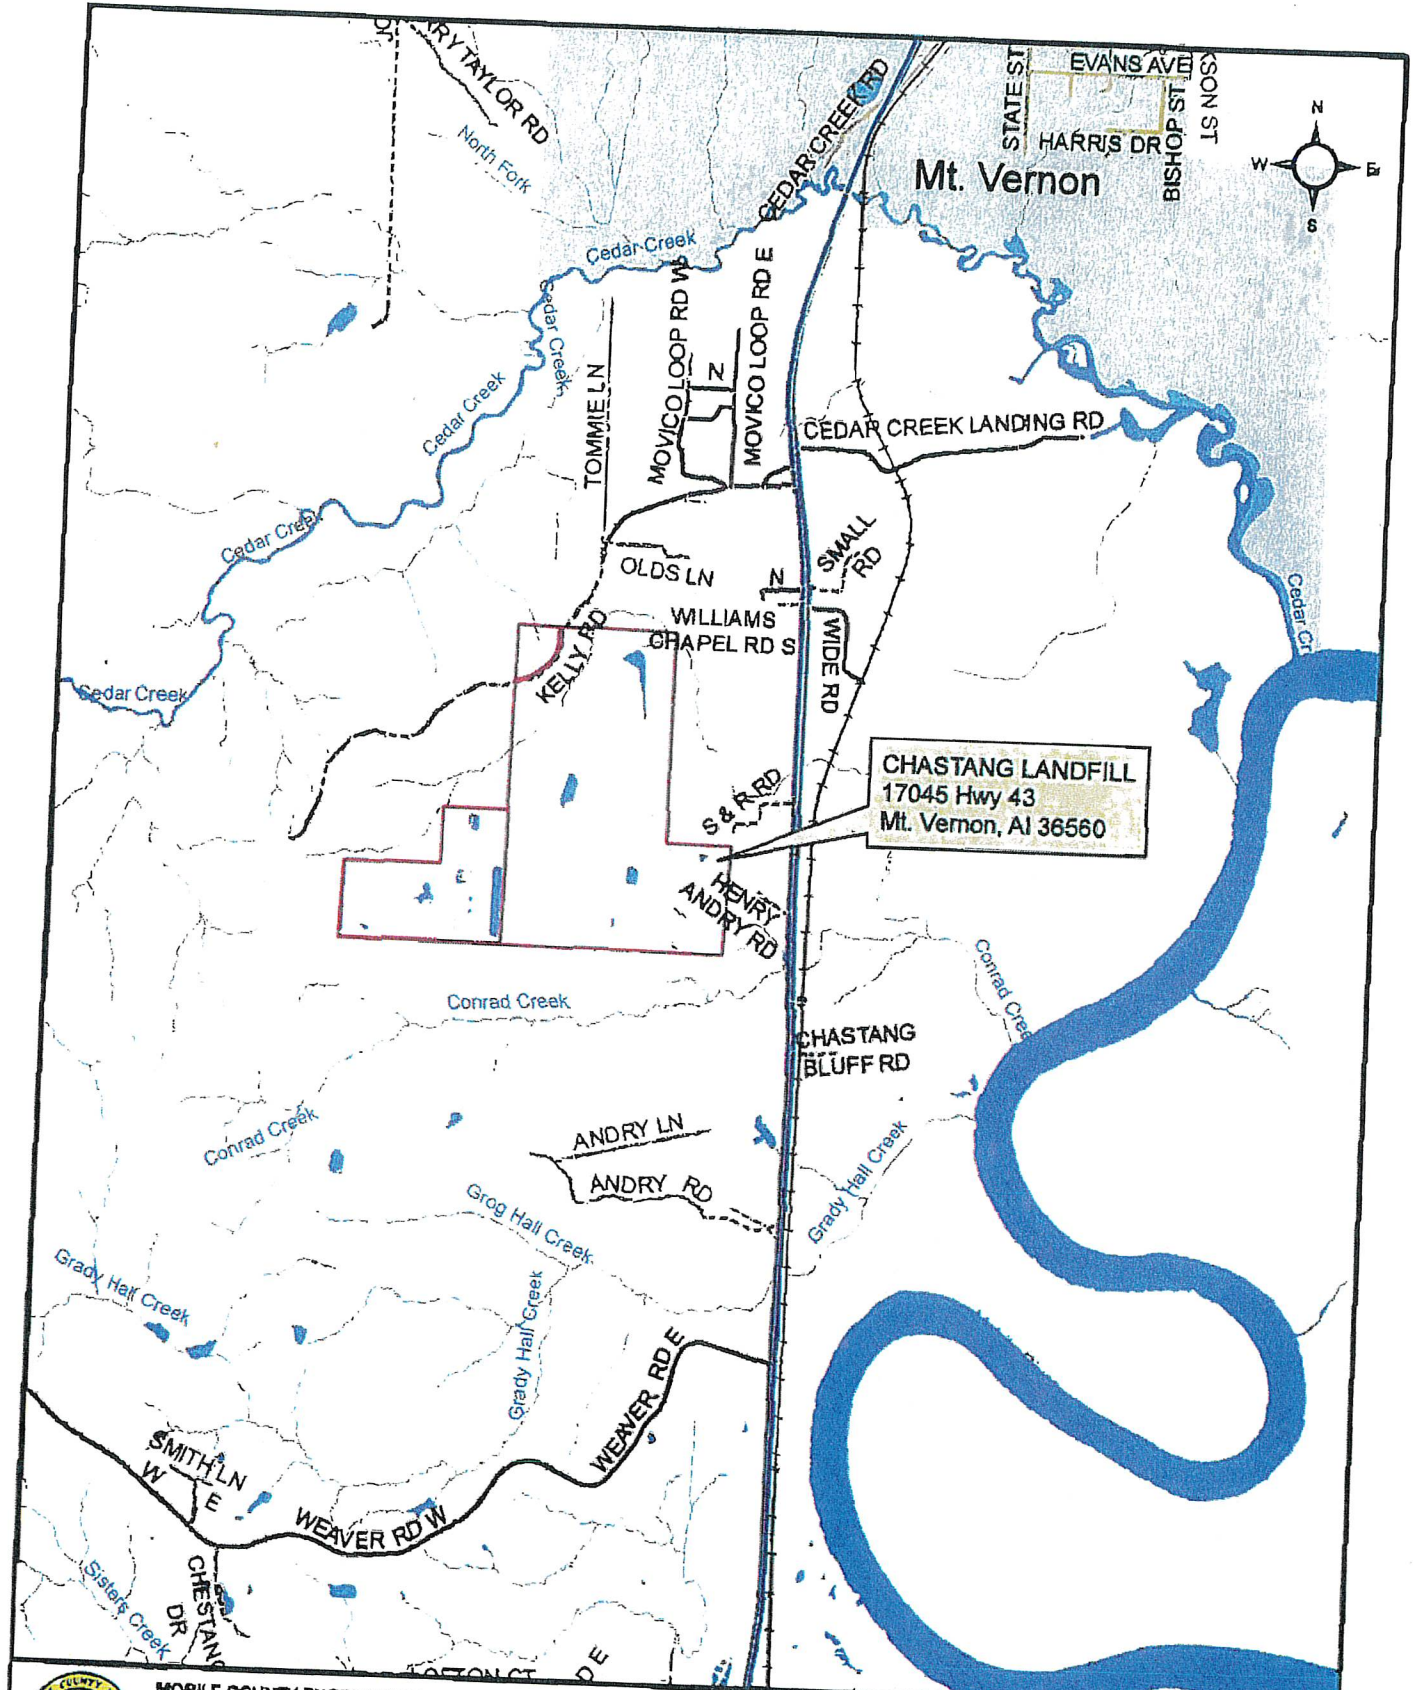 RY TAYLOR RD
North Fork
CEDAR CREEK RD
STATE ST
EVANS AVE
HARRIS DR
BISHOP ST
SON ST
Mt. Vernon
N
W
E
S
Cedar Creek
Cedar Creek
Cedar Creek
Cedar Creek
Cedar Creek
TOMMIE LN
MOVICO LOOP RD W
N
MOVICO LOOP RD E
CEDAR CREEK LANDING RD
OLDS LN
N
SMALL
RD
WILLIAMS
CHAPEL RD S
WIDE RD
KELLY RD
Cedar Cr
S & R RD
CHASTANG LANDFILL
17045 Hwy 43
Mt. Vernon, Al 36560
HENRY
ANDRY RD
Conrad Creek
Conrad Cree
CHASTANG
BLUFF RD
Conrad Creek
ANDRY LN
ANDRY RD
Grady Hall Creek
Grog Hall Creek
Grady Hall Creek
Grady Hall Creek
WEAVER RD E
SMITH LN
W
E
WEAVER RD W
Sisters Creek
CHESTANG
DR
D E
COUNTY